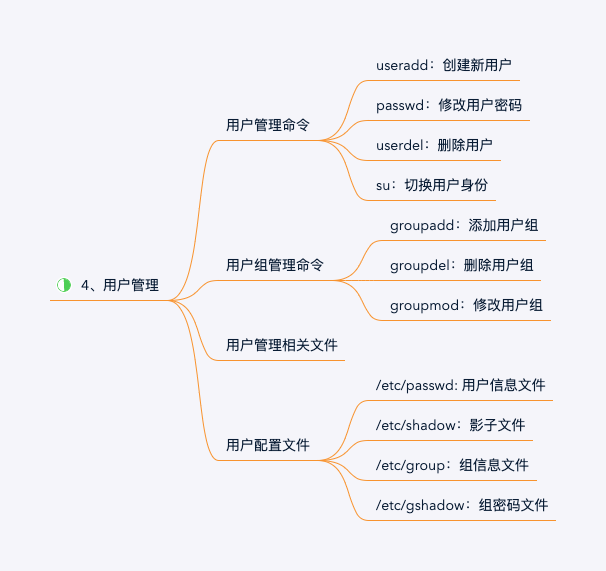 4、用户管理
用户管理命令
useradd：创建新用户
passwd：修改用户密码
userdel：删除用户
su：切换用户身份
用户组管理命令
groupadd：添加用户组
groupdel：删除用户组
groupmod：修改用户组
用户管理相关文件
用户配置文件
/etc/passwd: 用户信息文件
/etc/shadow：影子文件
/etc/group：组信息文件
/etc/gshadow：组密码文件